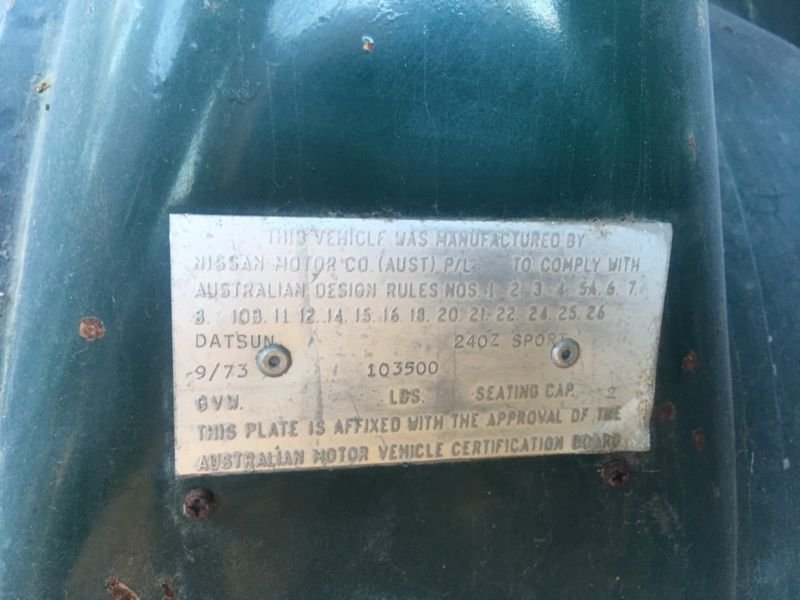 THIS VEHICLE WAS MANUFACTURED BY
NISSAN MOTOR CO. (AUST) P/L TO COMPLY WITH
AUSTRALIAN DESIGN RULES NOS. 1. 2. 3. 4. 5A. 6. 7.
8. 10B. 11. 12. 14. 15. 16. 18. 20. 21. 22. 24. 25. 26
DATSUN 240Z SPORT
9/73 103500
GVW. LBS. SEATING CAP. 2
THIS PLATE IS AFFIXED WITH THE APPROVAL OF THE
AUSTRALIAN MOTOR VEHICLE CERTIFICATION BOARD